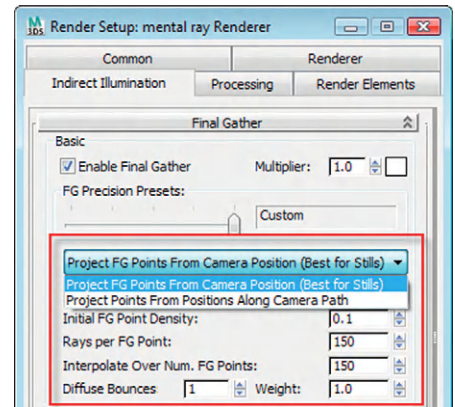 M
3DS
Render Setup: mental ray Renderer
Common Renderer
Indirect Illumination Processing Render Elements
Final Gather
Basic
Enable Final Gather Multiplier: 1.0
FG Precision Presets:
Custom
Project FG Points From Camera Position (Best for Stills)
Project FG Points From Camera Position (Best for Stills)
Project Points From Positions Along Camera Path
Initial FG Point Density: 0.1
Rays per FG Point: 150
Interpolate Over Num. FG Points: 150
Diffuse Bounces 1 Weight: 1.0